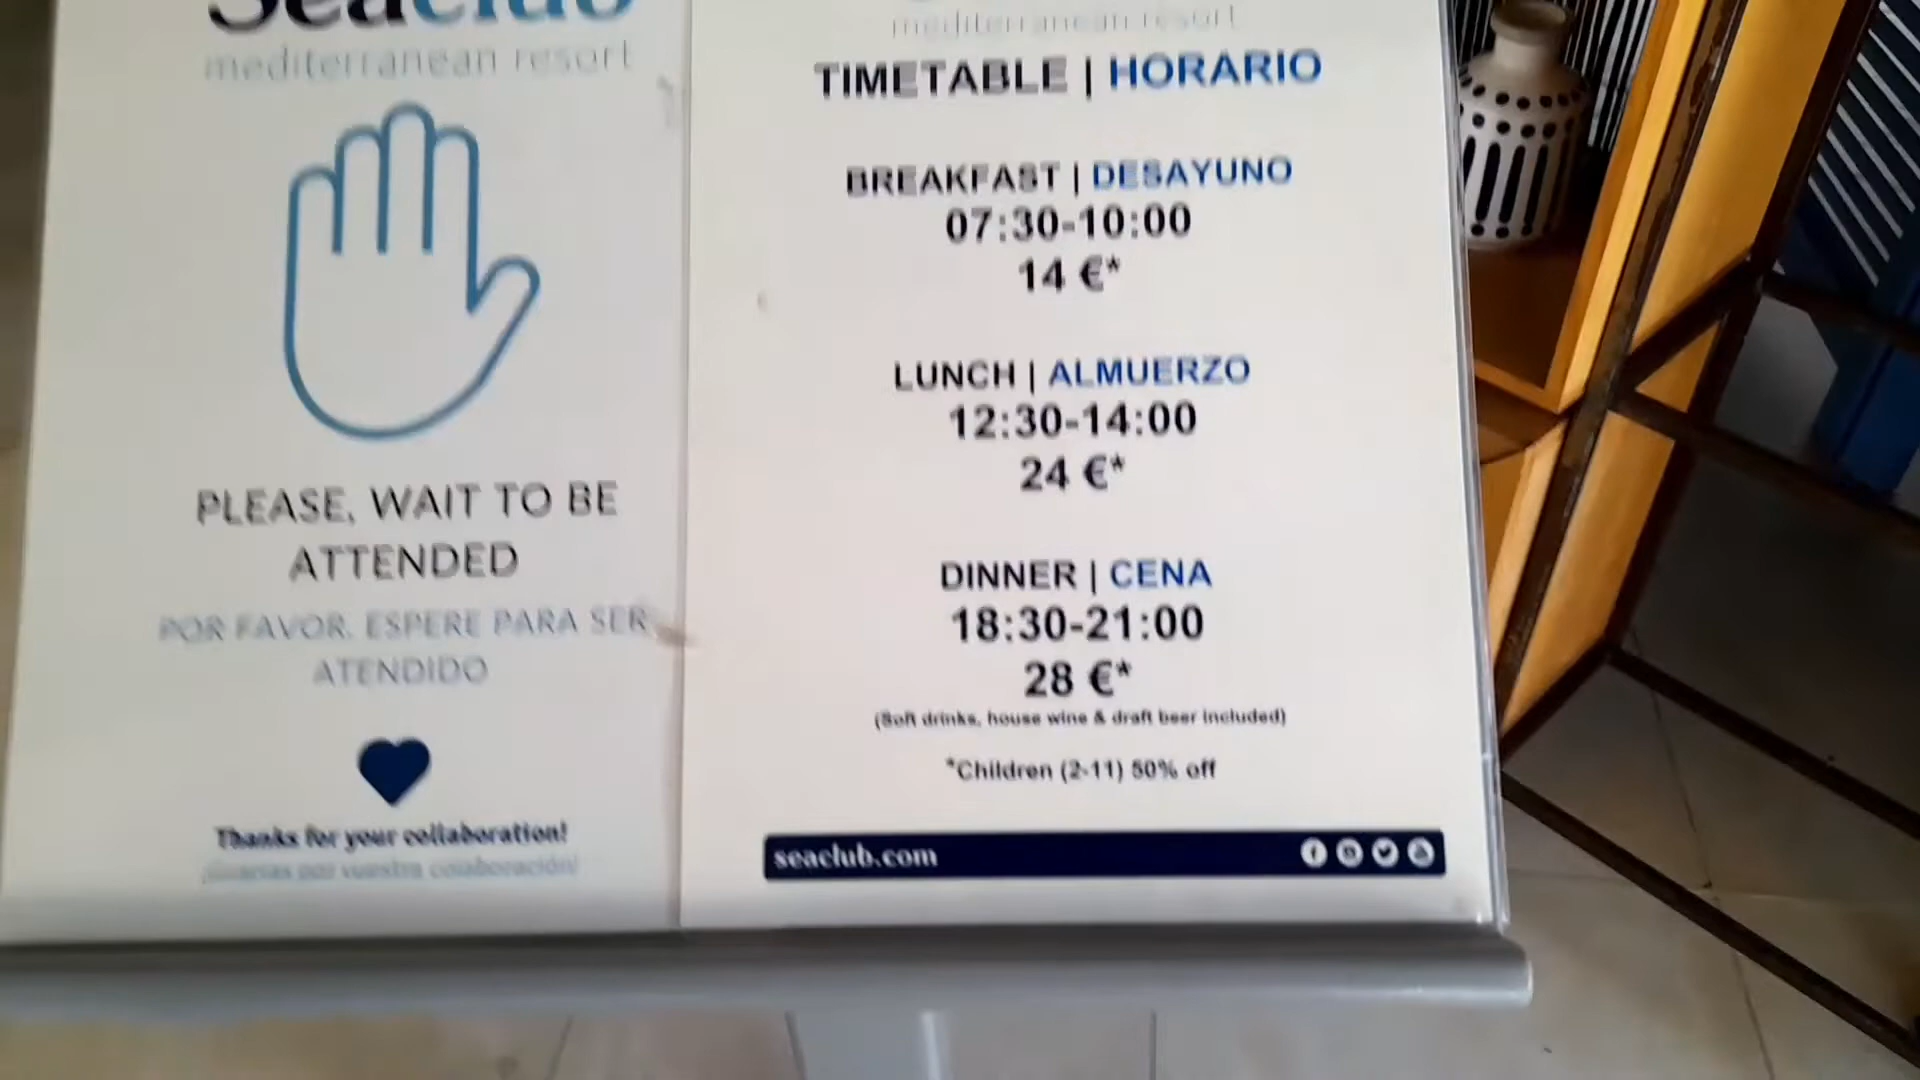 Seaclub
mediterranean resort
PLEASE, WAIT TO BE
ATTENDED
POR FAVOR, ESPERE PARA SER
ATENDIDO
Thanks for your collaboration!
¡Gracias por vuestra colaboración!
mediterranean resort
TIMETABLE | HORARIO
BREAKFAST | DESAYUNO
07:30-10:00
14 €*
LUNCH | ALMUERZO
12:30-14:00
24 €*
DINNER | CENA
18:30-21:00
28 €*
(Soft drinks, house wine & draft beer included)
*Children (2-11) 50% off
seaclub.com